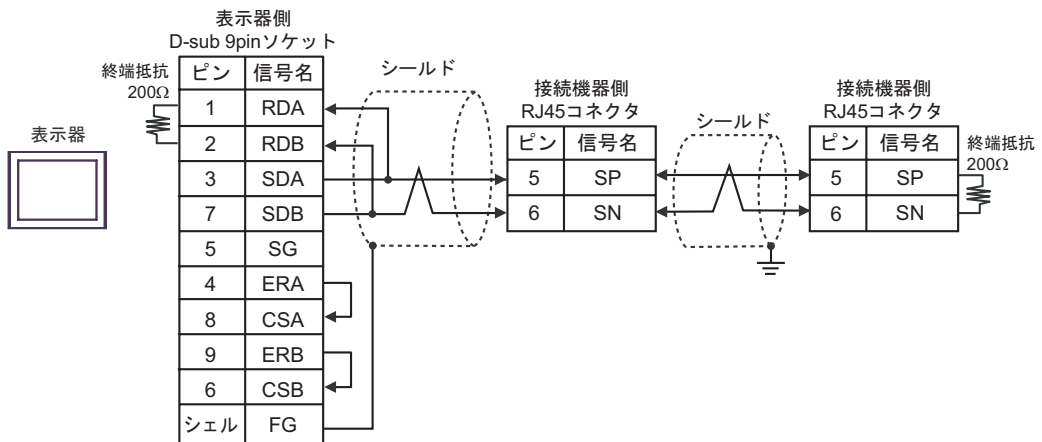 表示器
表示器側
D-sub 9pinソケット
終端抵抗
200Ω
ピン 信号名
1 RDA
2 RDB
3 SDA
7 SDB
5 SG
4 ERA
8 CSA
9 ERB
6 CSB
シェル FG
シールド
接続機器側
RJ45コネクタ
ピン 信号名
5 SP
6 SN
シールド
接続機器側
RJ45コネクタ
ピン 信号名
5 SP
6 SN
終端抵抗
200Ω